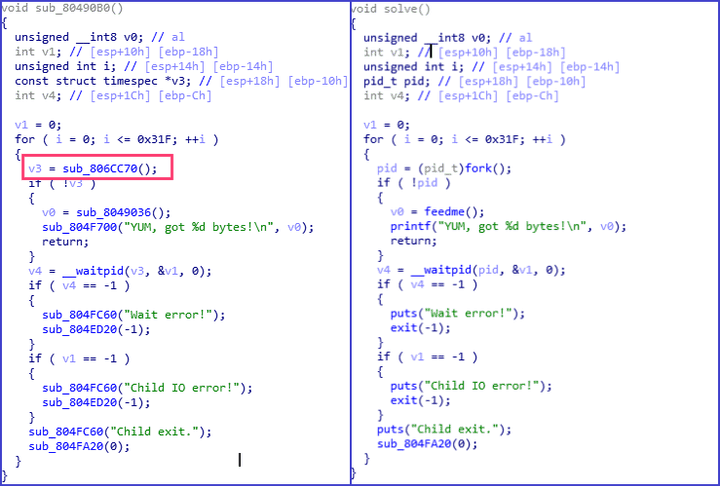 void sub_80490B0()
{
unsigned __int8 v0; // al
int v1; // [esp+10h] [ebp-18h]
unsigned int i; // [esp+14h] [ebp-14h]
const struct timespec *v3; // [esp+18h] [ebp-10h]
int v4; // [esp+1Ch] [ebp-Ch]
v1 = 0;
for ( i = 0; i <= 0x31F; ++i )
{
v3 = sub_806CC70();
if ( !v3 )
{
v0 = sub_8049036();
sub_804F700("YUM, got %d bytes!\n", v0);
return;
}
v4 = __waitpid(v3, &v1, 0);
if ( v4 == -1 )
{
sub_804FC60("Wait error!");
sub_804ED20(-1);
}
if ( v1 == -1 )
{
sub_804FC60("Child IO error!");
sub_804ED20(-1);
}
sub_804FC60("Child exit.");
sub_804FA20(0);
}
}
void solve()
{
unsigned __int8 v0; // al
int v1; // [esp+10h] [ebp-18h]
unsigned int i; // [esp+14h] [ebp-14h]
pid_t pid; // [esp+18h] [ebp-10h]
int v4; // [esp+1Ch] [ebp-Ch]
v1 = 0;
for ( i = 0; i <= 0x31F; ++i )
{
pid = (pid_t)fork();
if ( !pid )
{
v0 = feedme();
printf("YUM, got %d bytes!\n", v0);
return;
}
v4 = __waitpid(pid, &v1, 0);
if ( v4 == -1 )
{
puts("Wait error!");
exit(-1);
}
if ( v1 == -1 )
{
puts("Child IO error!");
exit(-1);
}
puts("Child exit.");
sub_804FA20(0);
}
}